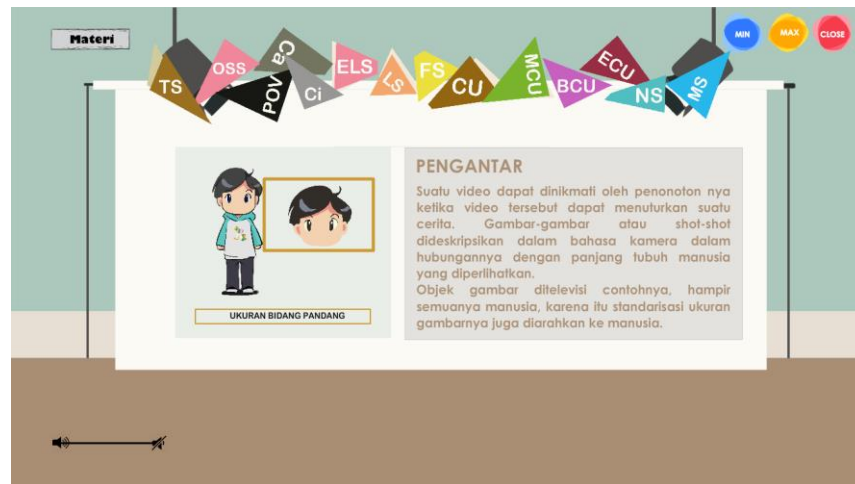 Materi
MIN
MAX
CLOSE
TS
OSS
Ca
POV
Ci
ELS
LS
FS
CU
MCU
BCU
ECU
NS
MS
PENGANTAR
Suatu video dapat dinikmati oleh penonoton nya
ketika video tersebut dapat menuturkan suatu
cerita. Gambar-gambar atau shot-shot
dideskripsikan dalam bahasa kamera dalam
hubungannya dengan panjang tubuh manusia
yang diperlihatkan.
Objek gambar ditelevisi contohnya, hampir
semuanya manusia, karena itu standarisasi ukuran
gambarnya juga diarahkan ke manusia.
UKURAN BIDANG PANDANG